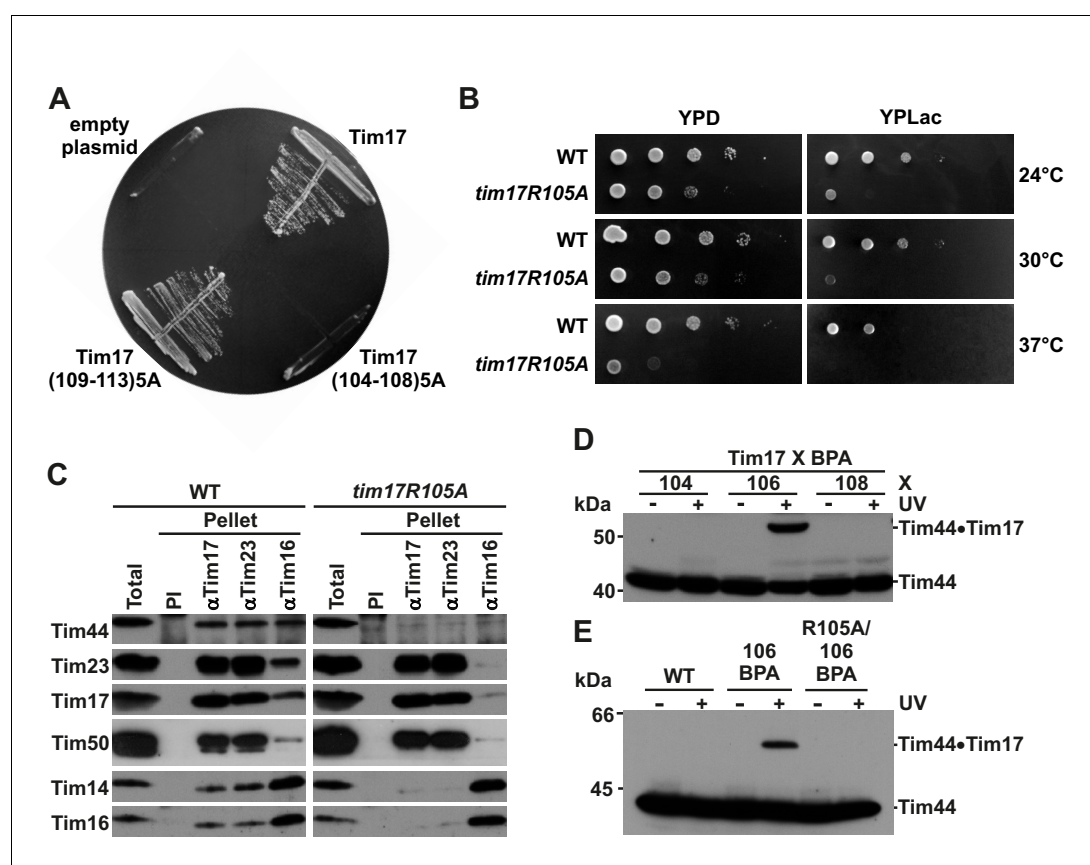 A
empty
plasmid
Tim17
Tim17
(109-113)5A
Tim17
(104-108)5A
B
YPD
YPLac
WT
tim17R105A
24°C
WT
tim17R105A
30°C
WT
tim17R105A
37°C
C
WT
tim17R105A
Pellet
Pellet
Total
PI
αTim17
αTim23
αTim16
Total
PI
αTim17
αTim23
αTim16
Tim44
Tim23
Tim17
Tim50
Tim14
Tim16
D
Tim17 X BPA
104 106 108 X
kDa - + - + - + UV
50
Tim44•Tim17
40
Tim44
E
WT
106
BPA
R105A/
106
BPA
kDa
- + - + - + UV
66
Tim44•Tim17
45
Tim44